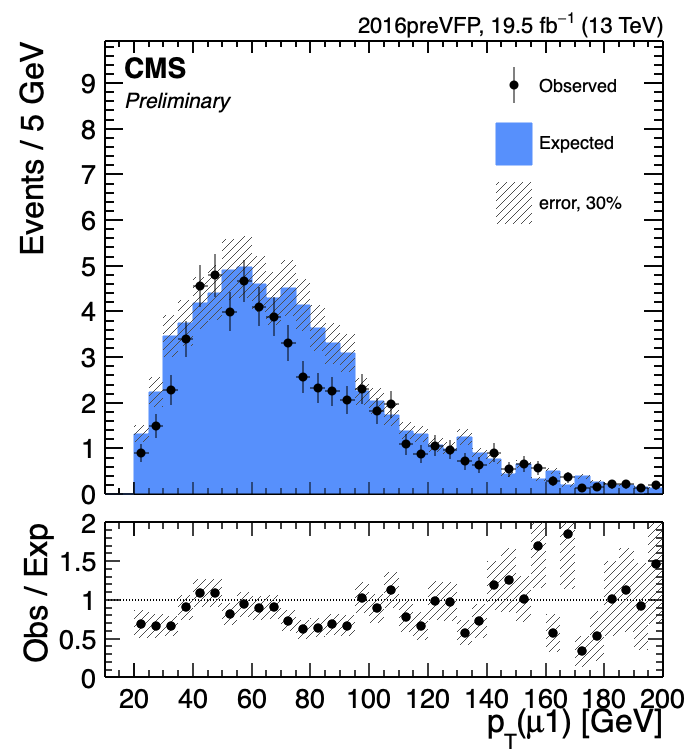 2016preVFP, 19.5 fb⁻¹ (13 TeV)
CMS
Preliminary
Observed
Expected
error, 30%
Events / 5 GeV
9
8
7
6
5
4
3
2
1
0
Obs / Exp
2
1.5
1
0.5
0
20 40 60 80 100 120 140 160 180 200
p_T(μ1) [GeV]